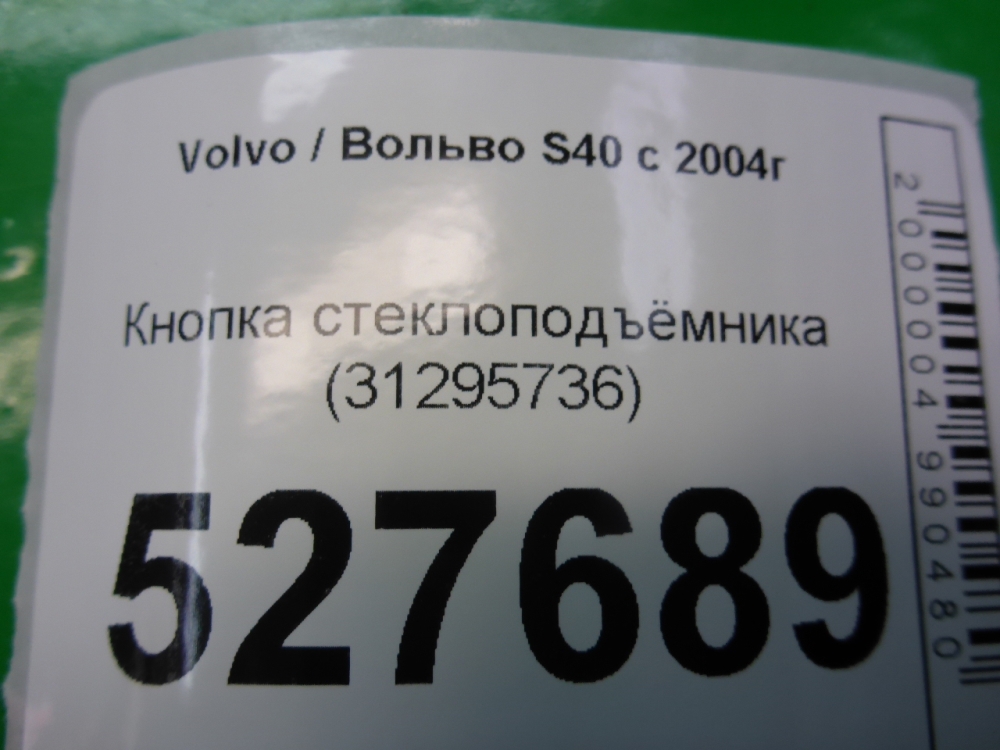 Volvo / Вольво S40 с 2004г
Кнопка стеклоподъёмника
(31295736)
527689
2000004990480